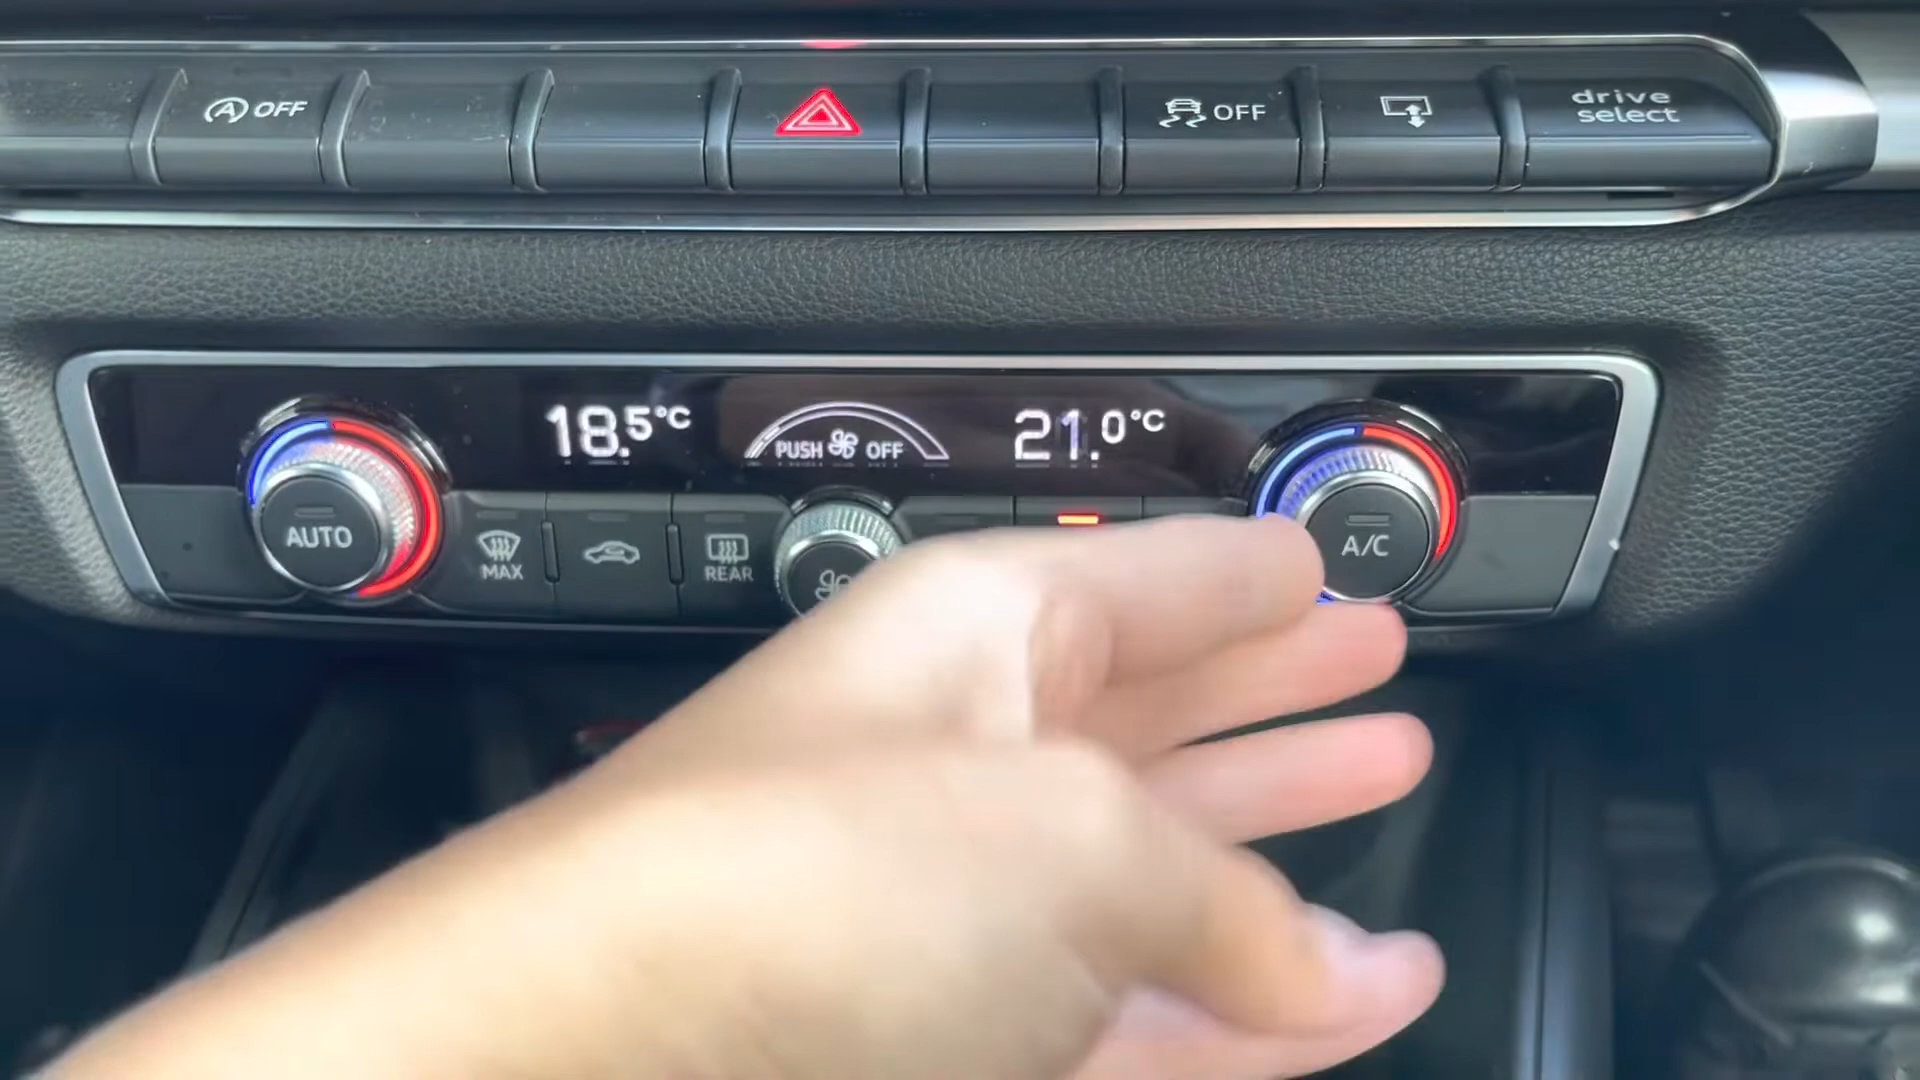 A OFF
OFF
drive
select
18.5°C
PUSH OFF
21.0°C
AUTO
MAX
REAR
A/C